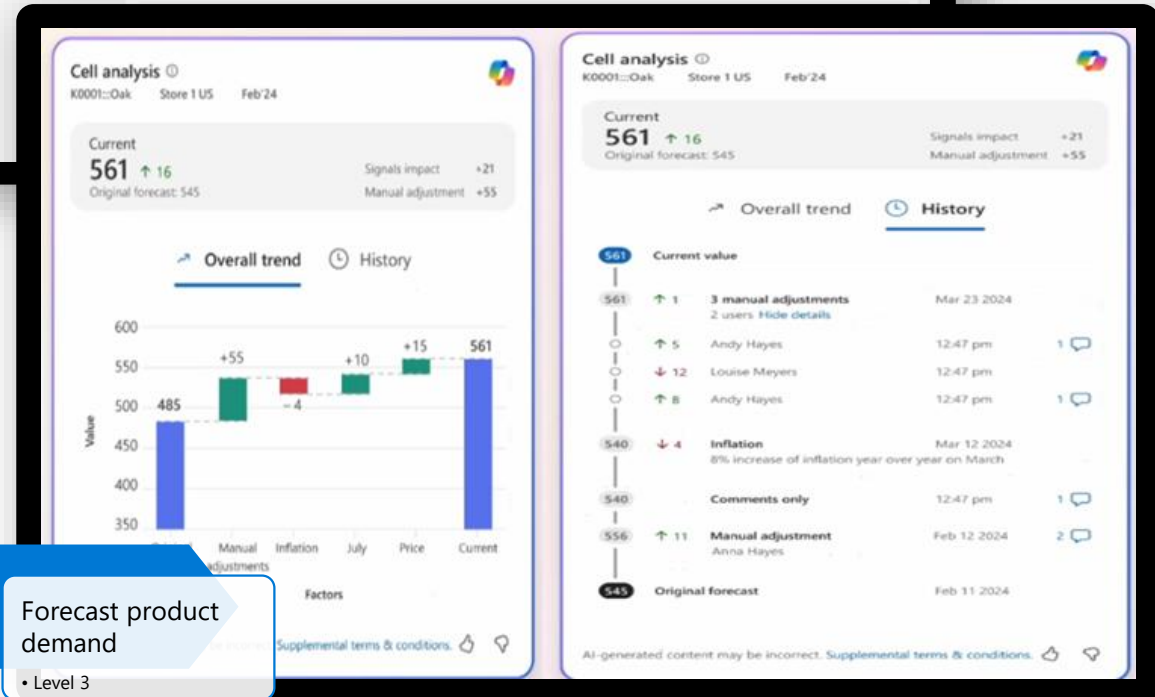 Cell analysis
K0001:::Oak Store 1 US Feb'24
Current
561 ↑ 16
Original forecast: 545
Signals impact +21
Manual adjustment +55
Overall trend
History
600
550
500
450
400
350
Value
485
+55
-4
+10
+15
561
Manual adjustments
Inflation
July
Price
Current
Factors
Supplemental terms & conditions.
Forecast product
demand
• Level 3
Cell analysis
K0001:::Oak Store 1 US Feb'24
Current
561 ↑ 16
Original forecast: 545
Signals impact +21
Manual adjustment +55
Overall trend
History
561 Current value
561 ↑ 1 3 manual adjustments Mar 23 2024
2 users Hide details
↑ 5 Andy Hayes 12:47 pm 1
↓ 12 Louise Meyers 12:47 pm
↑ 8 Andy Hayes 12:47 pm 1
540 ↓ 4 Inflation Mar 12 2024
8% increase of inflation year over year on March
540 Comments only 12:47 pm 1
556 ↑ 11 Manual adjustment Feb 12 2024 2
Anna Hayes
545 Original forecast Feb 11 2024
AI-generated content may be incorrect. Supplemental terms & conditions.